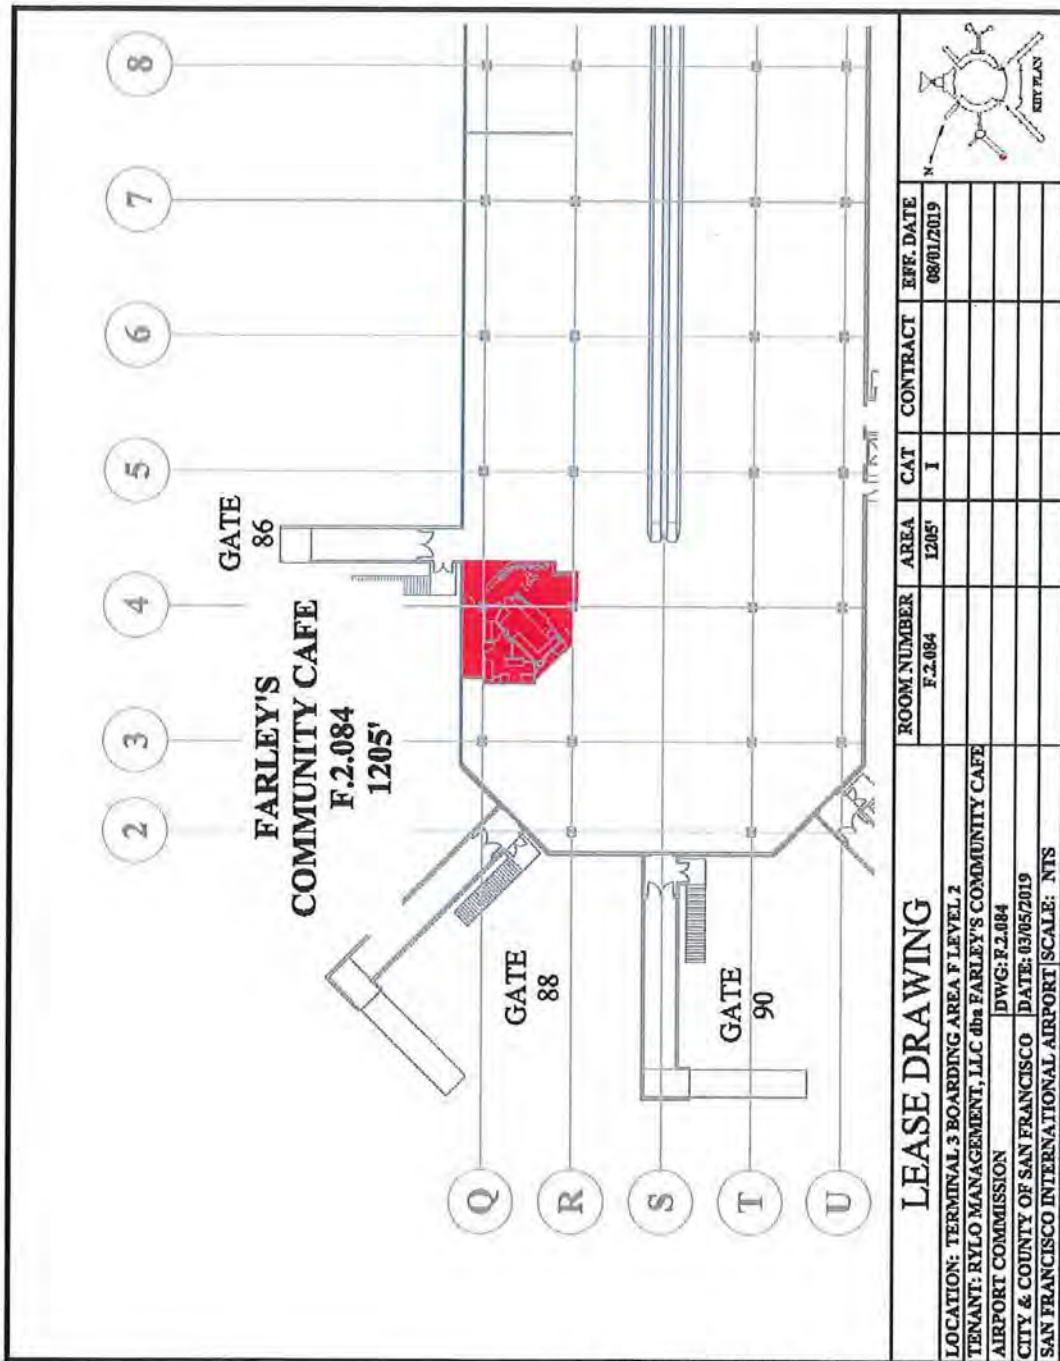 8
7
6
5
4
3
2
GATE
86
FARLEY'S
COMMUNITY CAFE
F.2.084
1205'
GATE
88
GATE
90
Q
R
S
T
U
LEASE DRAWING
LOCATION: TERMINAL 3 BOARDING AREA F LEVEL 2
TENANT: RYLO MANAGEMENT, LLC dba FARLEY'S COMMUNITY CAFE
AIRPORT COMMISSION DWG: F.2.084
CITY & COUNTY OF SAN FRANCISCO DATE: 03/05/2019
SAN FRANCISCO INTERNATIONAL AIRPORT SCALE: NTS
ROOM NUMBER AREA CAT CONTRACT EFF. DATE
F.2.084 1205' I 08/01/2019
N
KEY PLAN